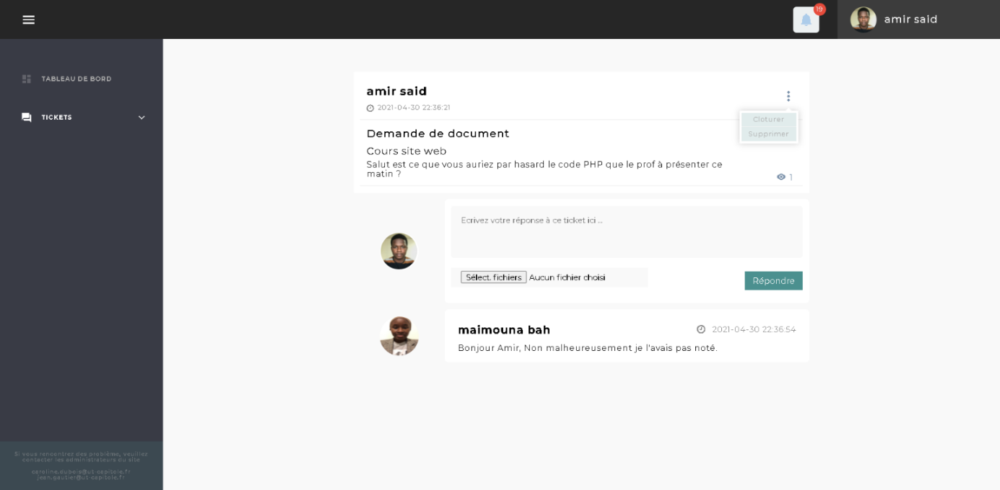 19
amir said
TABLEAU DE BORD
TICKETS
amir said
2021-04-30 22:36:21
Cloturer
Supprimer
Demande de document
Cours site web
Salut est ce que vous auriez par hasard le code PHP que le prof à présenter ce
matin ?
1
Ecrivez votre réponse à ce ticket ici ...
Sélect. fichiers Aucun fichier choisi
Répondre
maimouna bah
2021-04-30 22:36:54
Bonjour Amir, Non malheureusement je l'avais pas noté.
Si vous rencontrez des problème, veuillez
contacter les administrateurs du site
caroline.dubois@ut-capitole.fr
jean.gautier@ut-capitole.fr